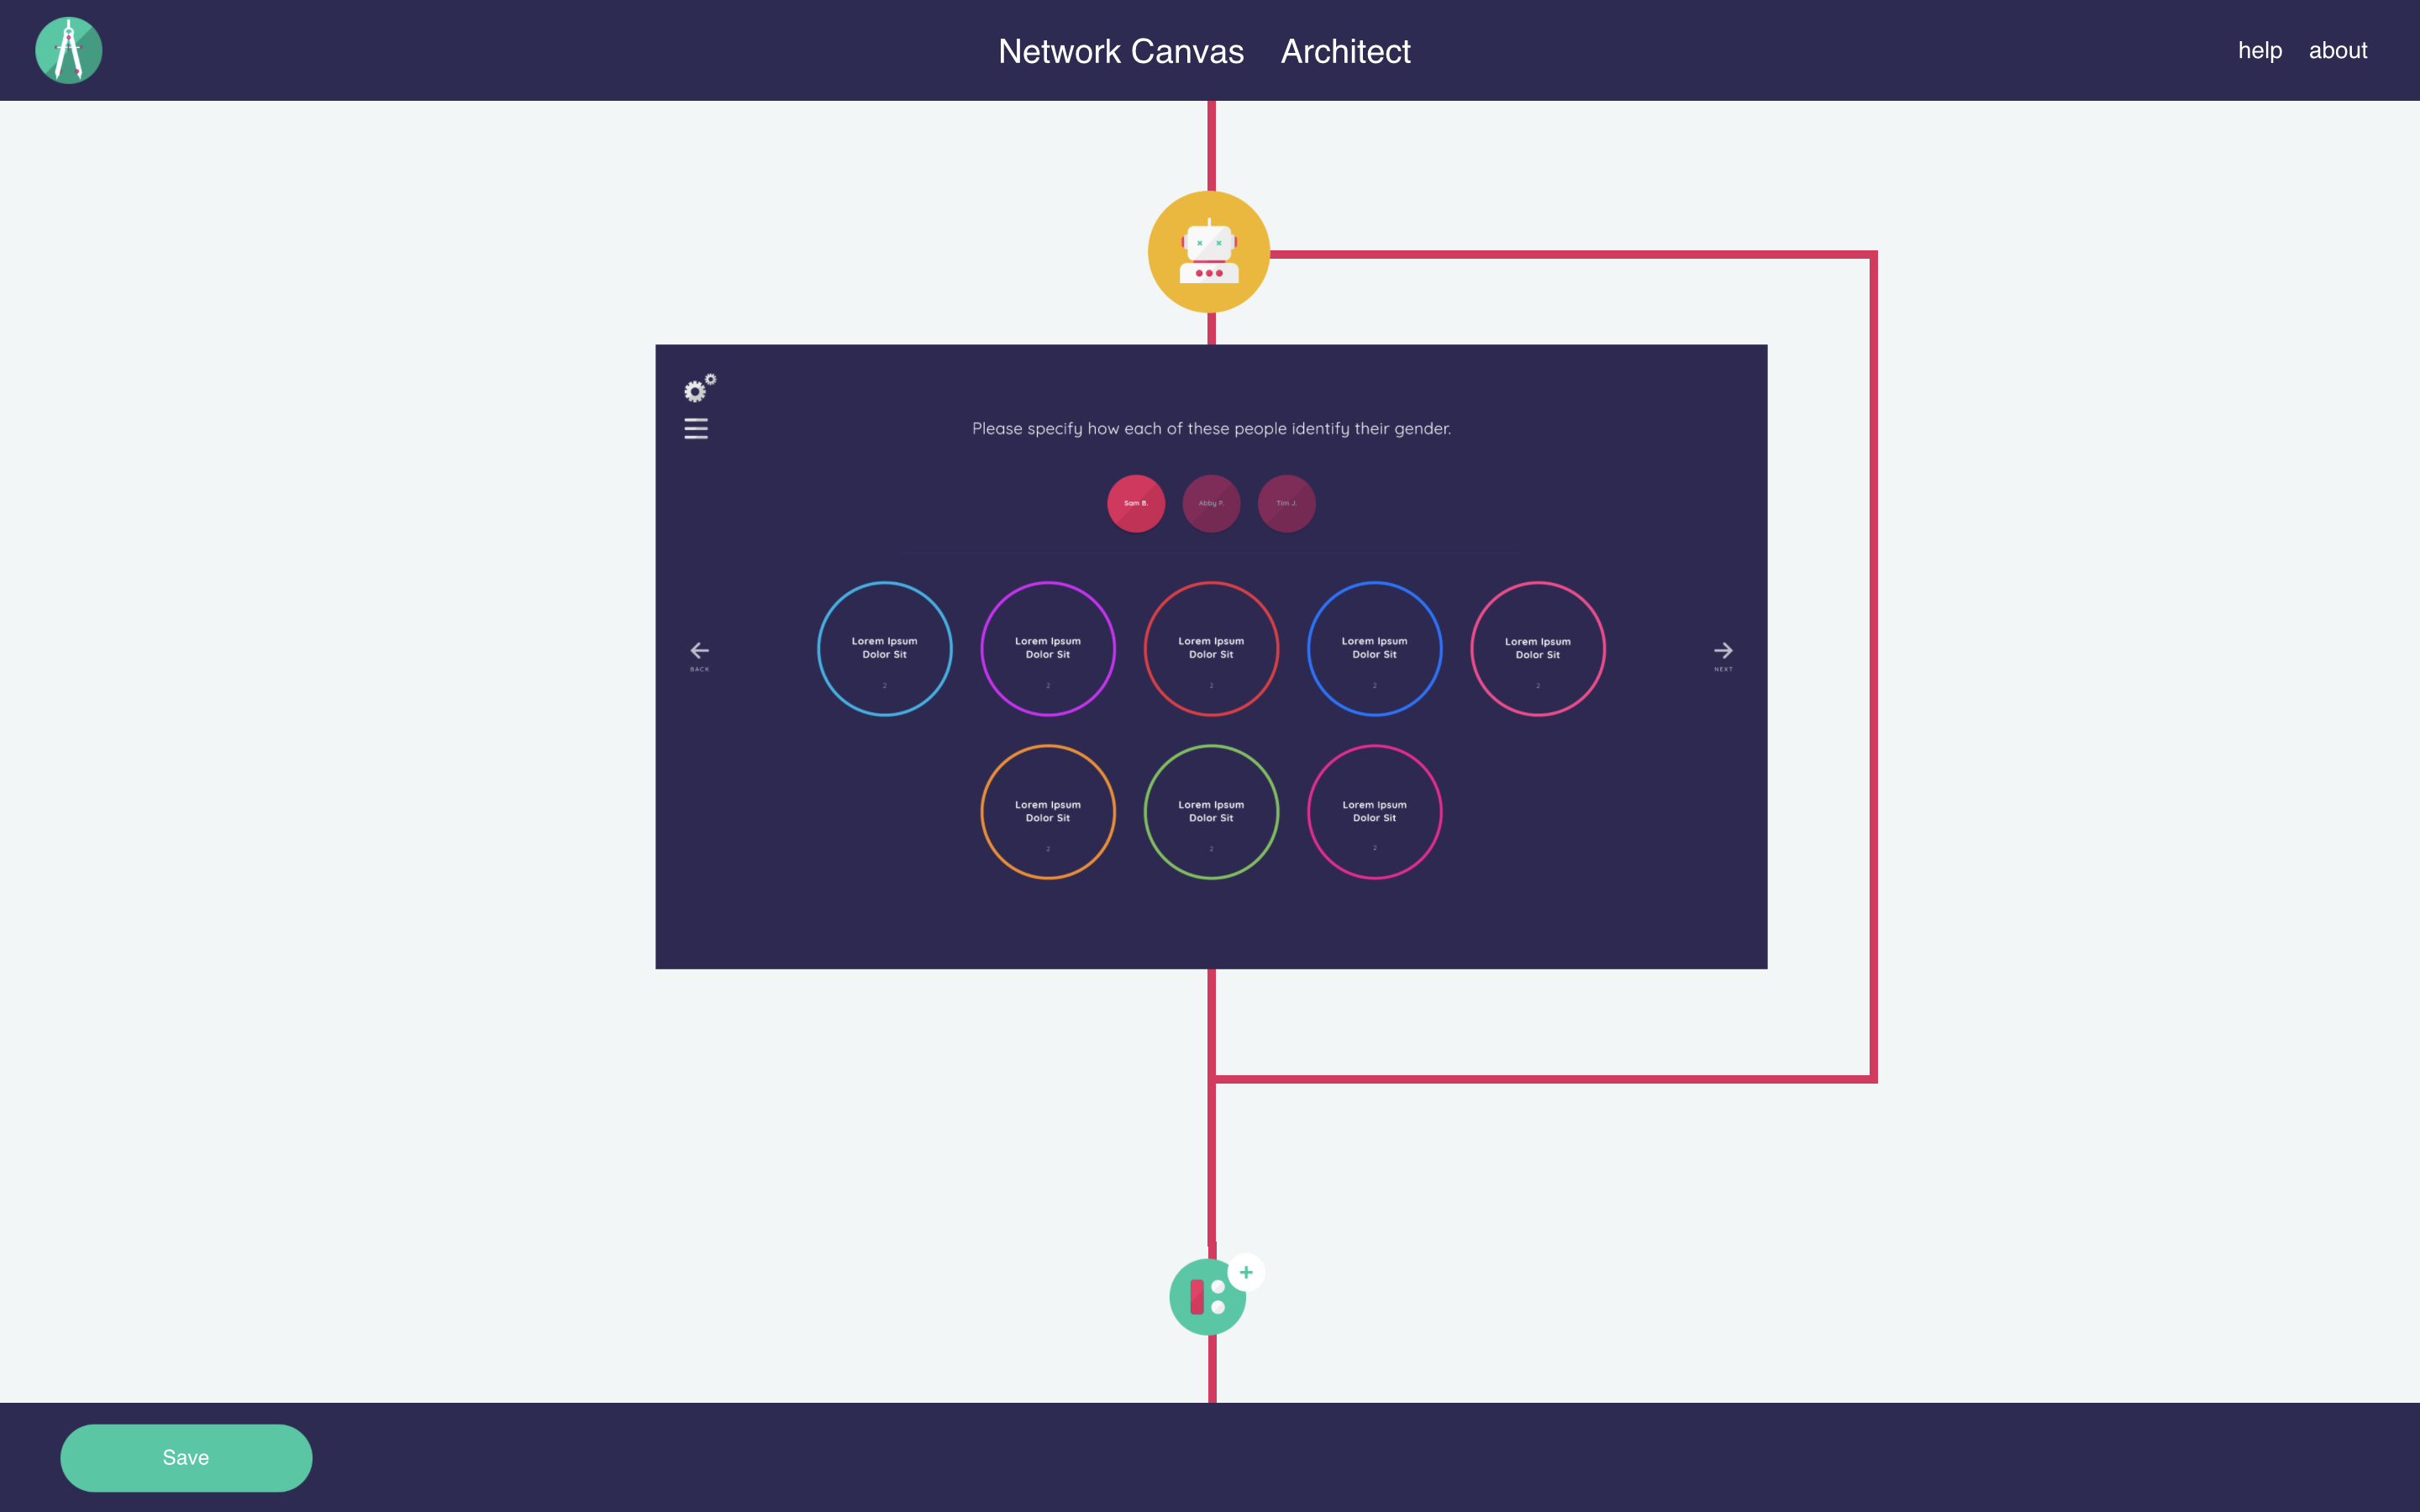 Network Canvas Architect
help about
Please specify how each of these people identify their gender.
Sam B. Abby P. Tim J.
Lorem Ipsum Lorem Ipsum Lorem Ipsum Lorem Ipsum Lorem Ipsum
Dolor Sit Dolor Sit Dolor Sit Dolor Sit Dolor Sit
BACK NEXT
2 2 2 2 2
Lorem Ipsum Lorem Ipsum Lorem Ipsum
Dolor Sit Dolor Sit Dolor Sit
2 2 2
Save